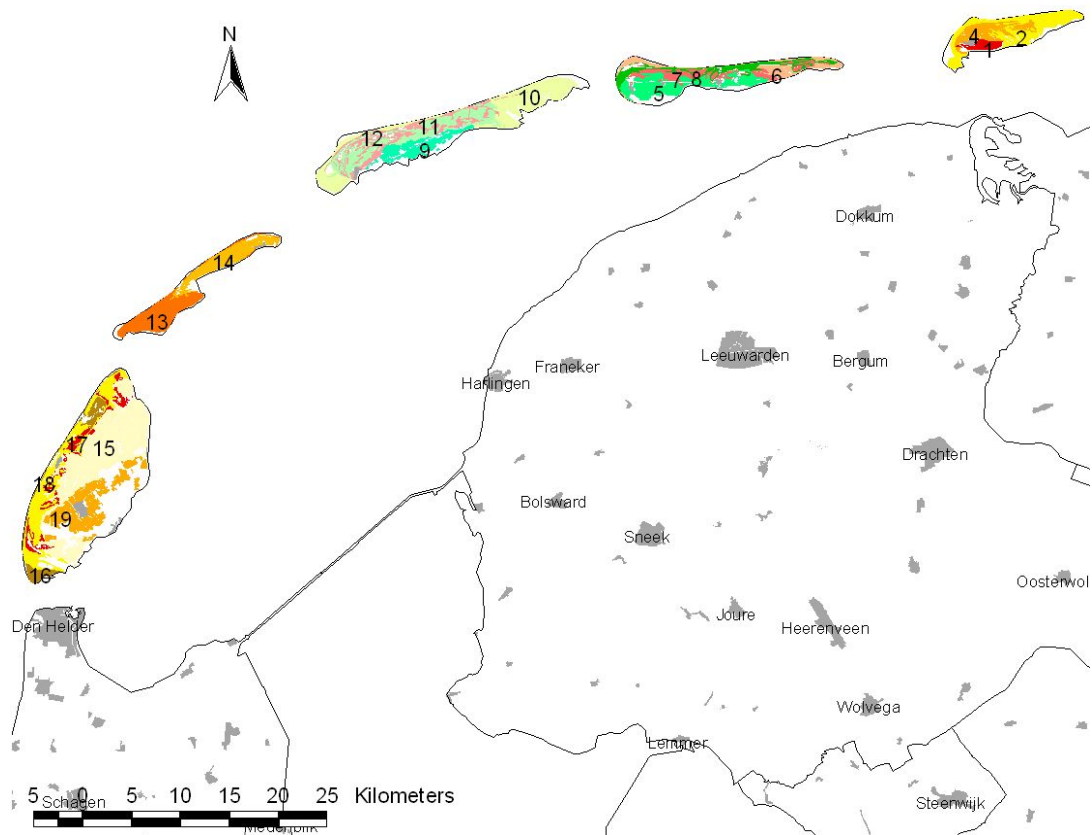 N
4
1
2
7
8
6
5
10
11
12
9
Dokkum
14
13
Leeuwarden
Bergum
Franeker
Harlingen
17
15
Drachten
18
Bolsward
19
Sneek
16
Oosterwol
Den Helder
Joure
Heerenveen
Wolvega
Lemmer
5 0 5 10 15 20 25 Kilometers
Schagen
Steenwijk
Medemblik